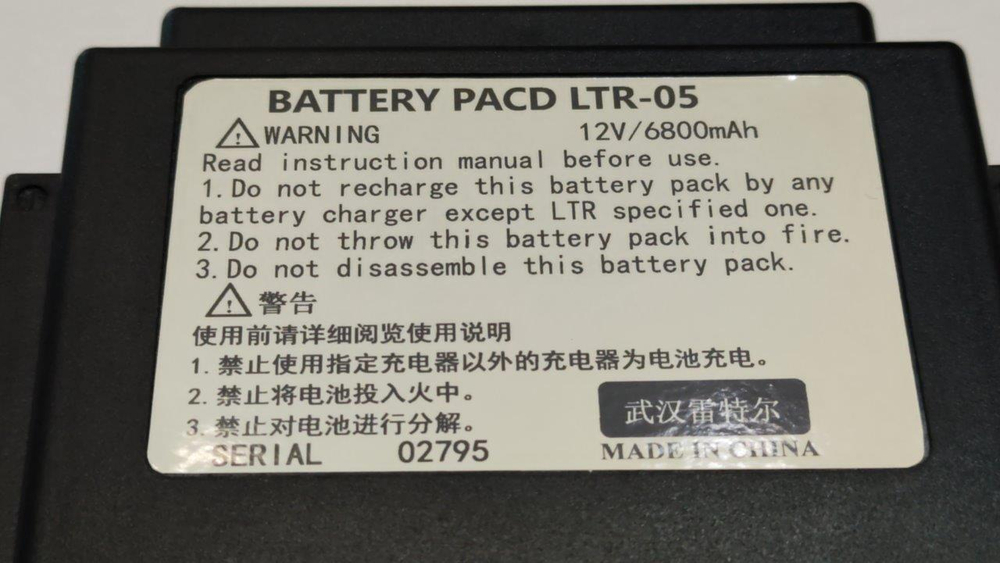 BATTERY PACD LTR-05
WARNING 12V/6800mAh
Read instruction manual before use.
1. Do not recharge this battery pack by any
battery charger except LTR specified one.
2. Do not throw this battery pack into fire.
3. Do not disassemble this battery pack.
警告
使用前请详细阅览使用说明
1. 禁止使用指定充电器以外的充电器为电池充电。
2. 禁止将电池投入火中。
3. 禁止对电池进行分解。
武汉雷特尔
SERIAL 02795
MADE IN CHINA